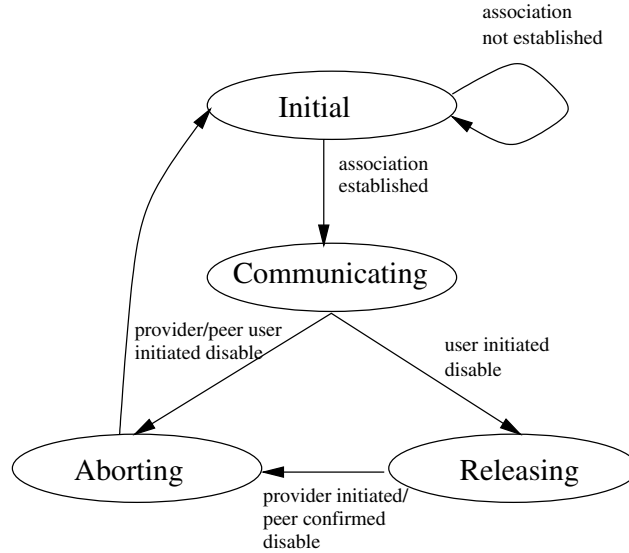 association
not established
Initial
association
established
Communicating
provider/peer user
initiated disable
user initiated
disable
Aborting
Releasing
provider initiated/
peer confirmed
disable